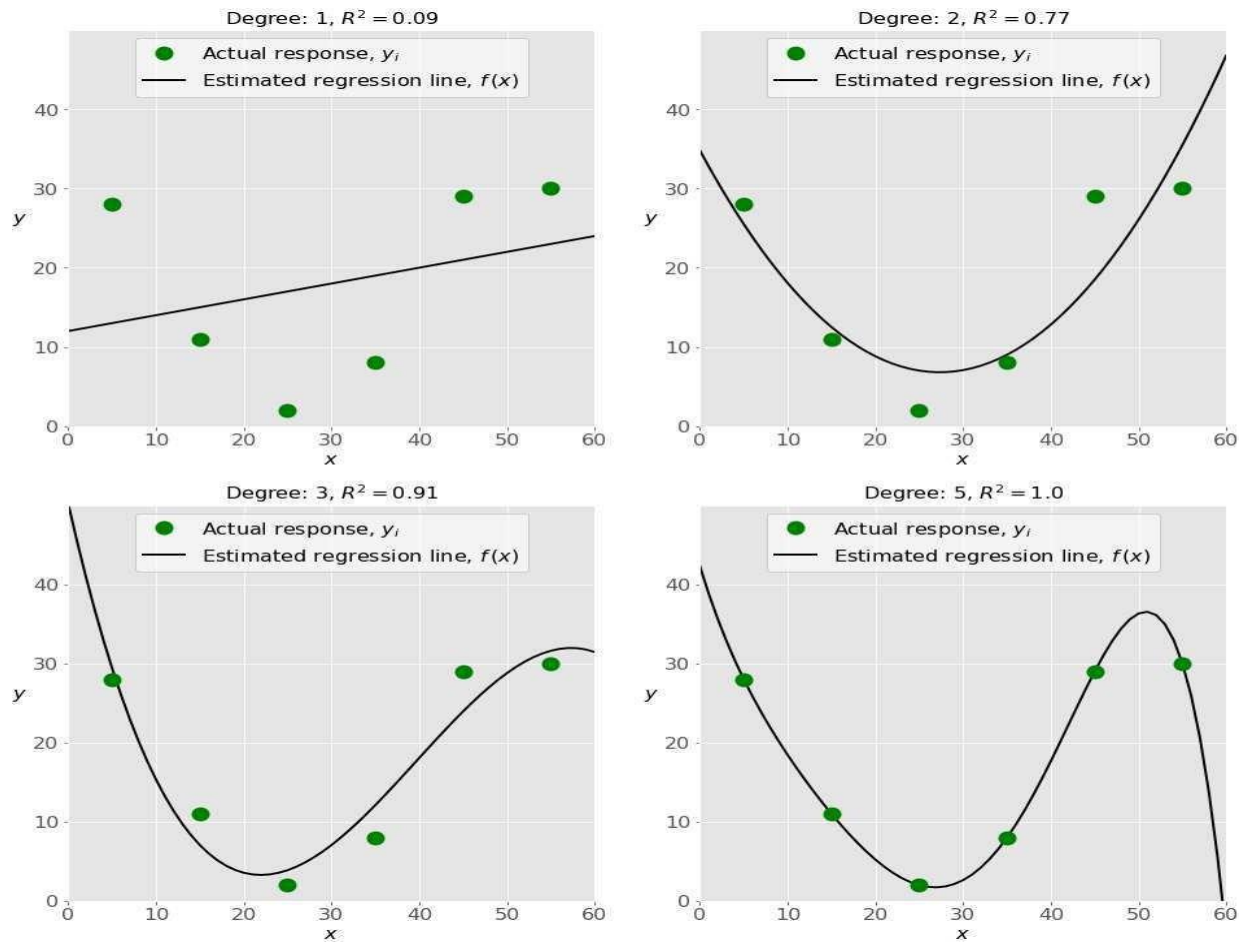 Degree: 1, R² = 0.09
Actual response, yᵢ
Estimated regression line, f(x)
40
30
y
20
10
0
0 10 20 30 40 50 60
x
Degree: 2, R² = 0.77
Actual response, yᵢ
Estimated regression line, f(x)
40
30
y
20
10
0
0 10 20 30 40 50 60
x
Degree: 3, R² = 0.91
Actual response, yᵢ
Estimated regression line, f(x)
40
30
y
20
10
0
0 10 20 30 40 50 60
x
Degree: 5, R² = 1.0
Actual response, yᵢ
Estimated regression line, f(x)
40
30
y
20
10
0
0 10 20 30 40 50 60
x